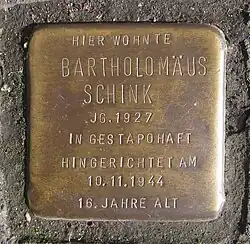 HIER WOHNTE
BARTHOLOMÄUS
SCHINK
JG. 1927
IN GESTAPOHAFT
HINGERICHTET AM
10.11.1944
16 JAHRE ALT